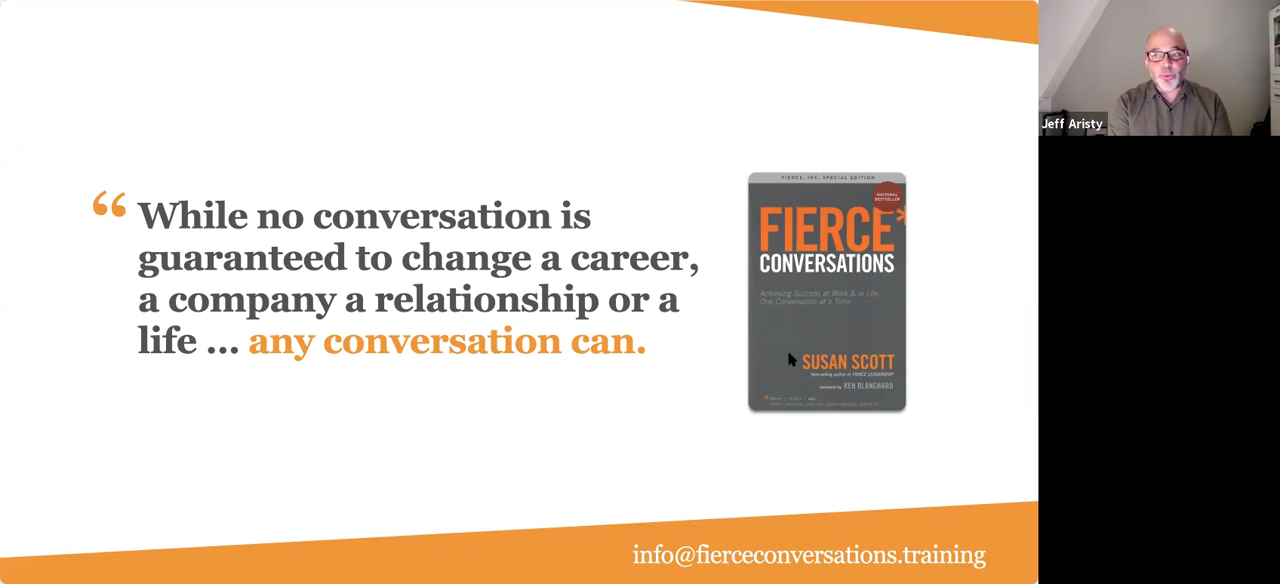 “ While no conversation is
guaranteed to change a career,
a company a relationship or a
life ... any conversation can.
FIERCE, INC. SPECIAL EDITION
NATIONAL
BESTSELLER
FIERCE*
CONVERSATIONS
Achieving Success at Work & in Life,
One Conversation at a Time
SUSAN SCOTT
best-selling author of FIERCE LEADERSHIP
foreword by KEN BLANCHARD
info@fierceconversations.training
Jeff Aristy